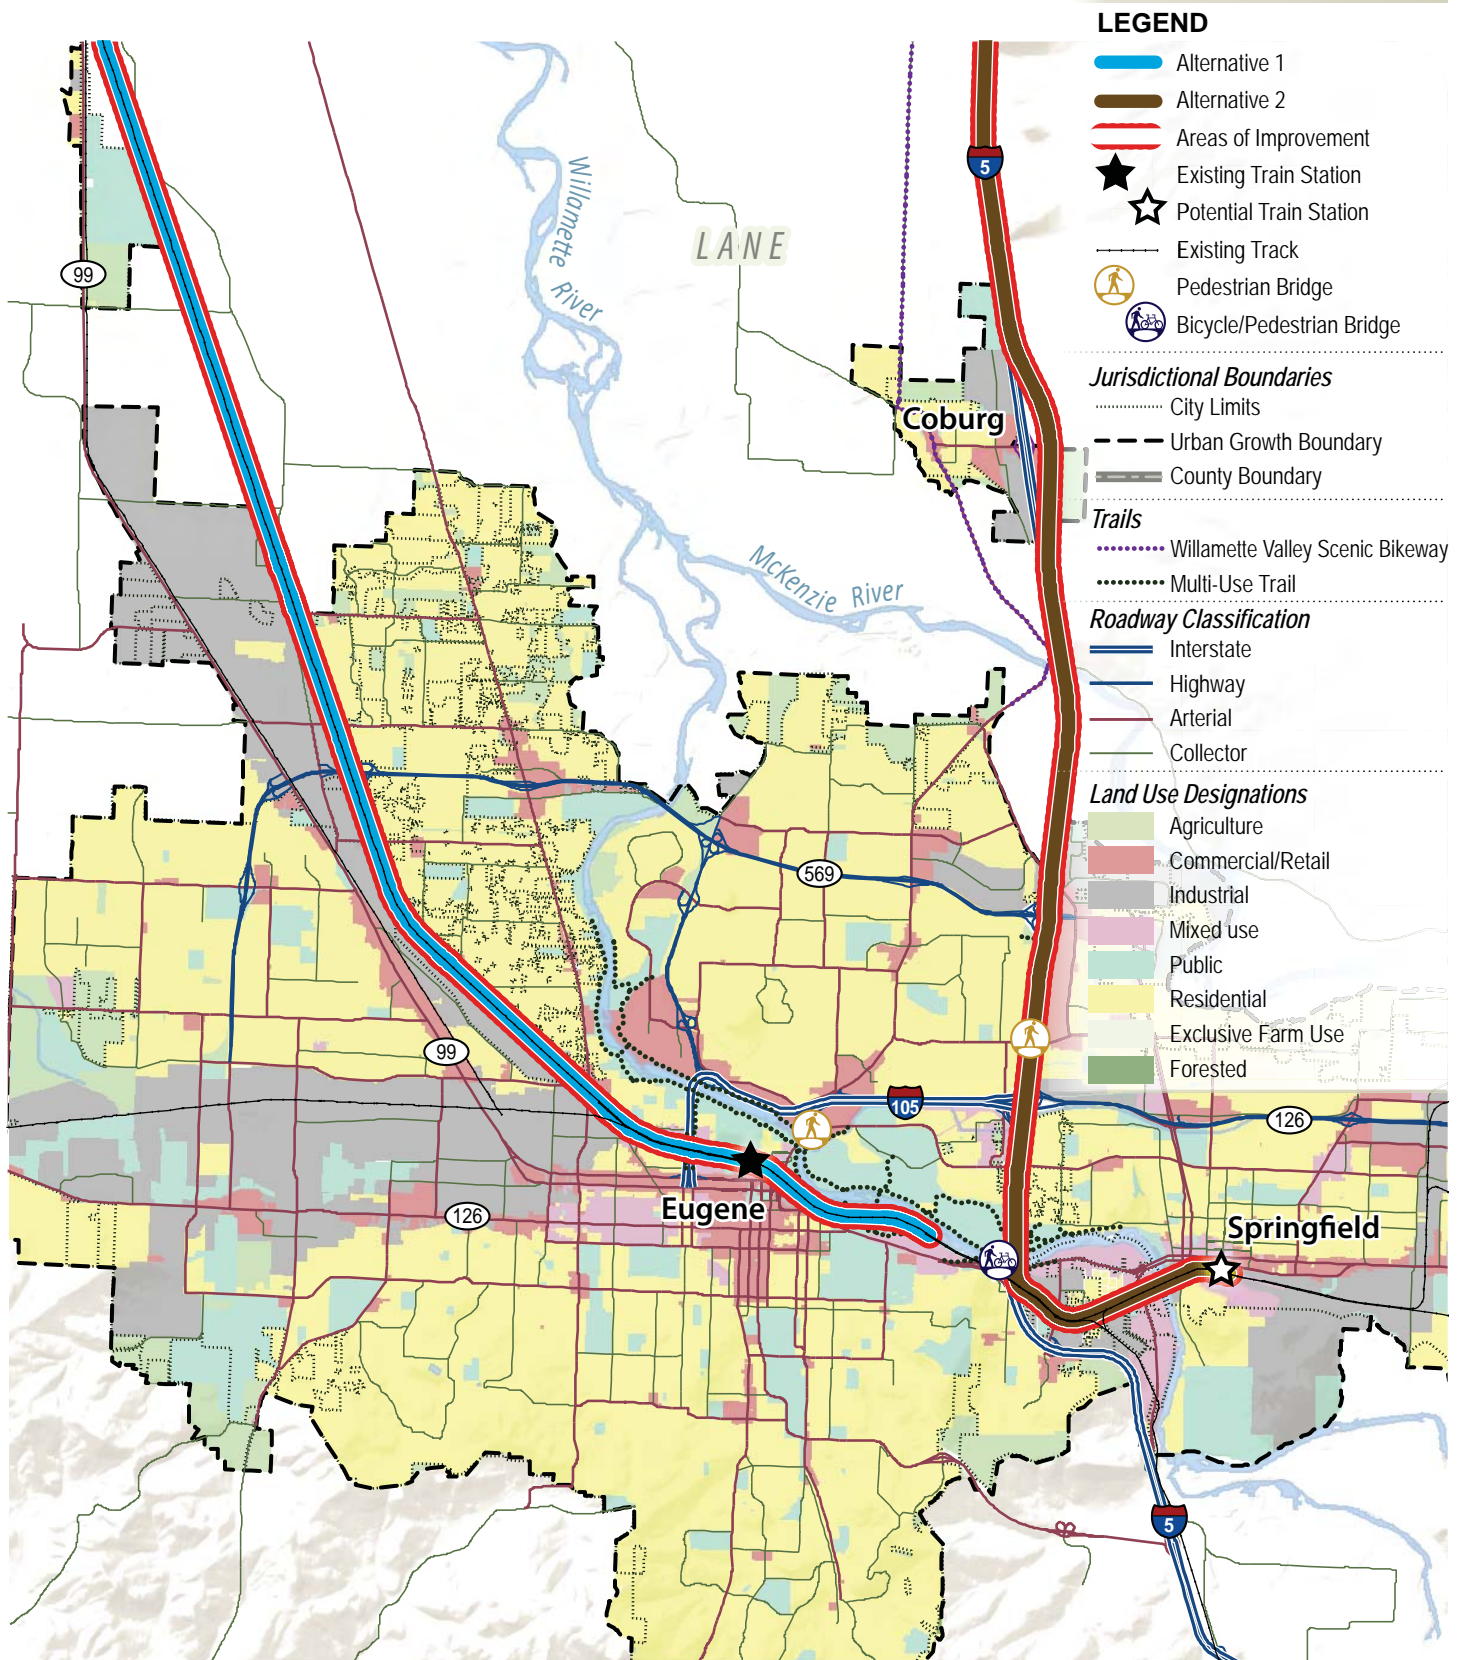 LEGEND
Alternative 1
Alternative 2
Areas of Improvement
Existing Train Station
Potential Train Station
Existing Track
Pedestrian Bridge
Bicycle/Pedestrian Bridge
Jurisdictional Boundaries
City Limits
Urban Growth Boundary
County Boundary
Trails
Willamette Valley Scenic Bikeway
Multi-Use Trail
Roadway Classification
Interstate
Highway
Arterial
Collector
Land Use Designations
Agriculture
Commercial/Retail
Industrial
Mixed use
Public
Residential
Exclusive Farm Use
Forested
5
Willamette
River
LANE
99
Coburg
McKenzie River
569
99
105
126
Eugene
126
Springfield
5